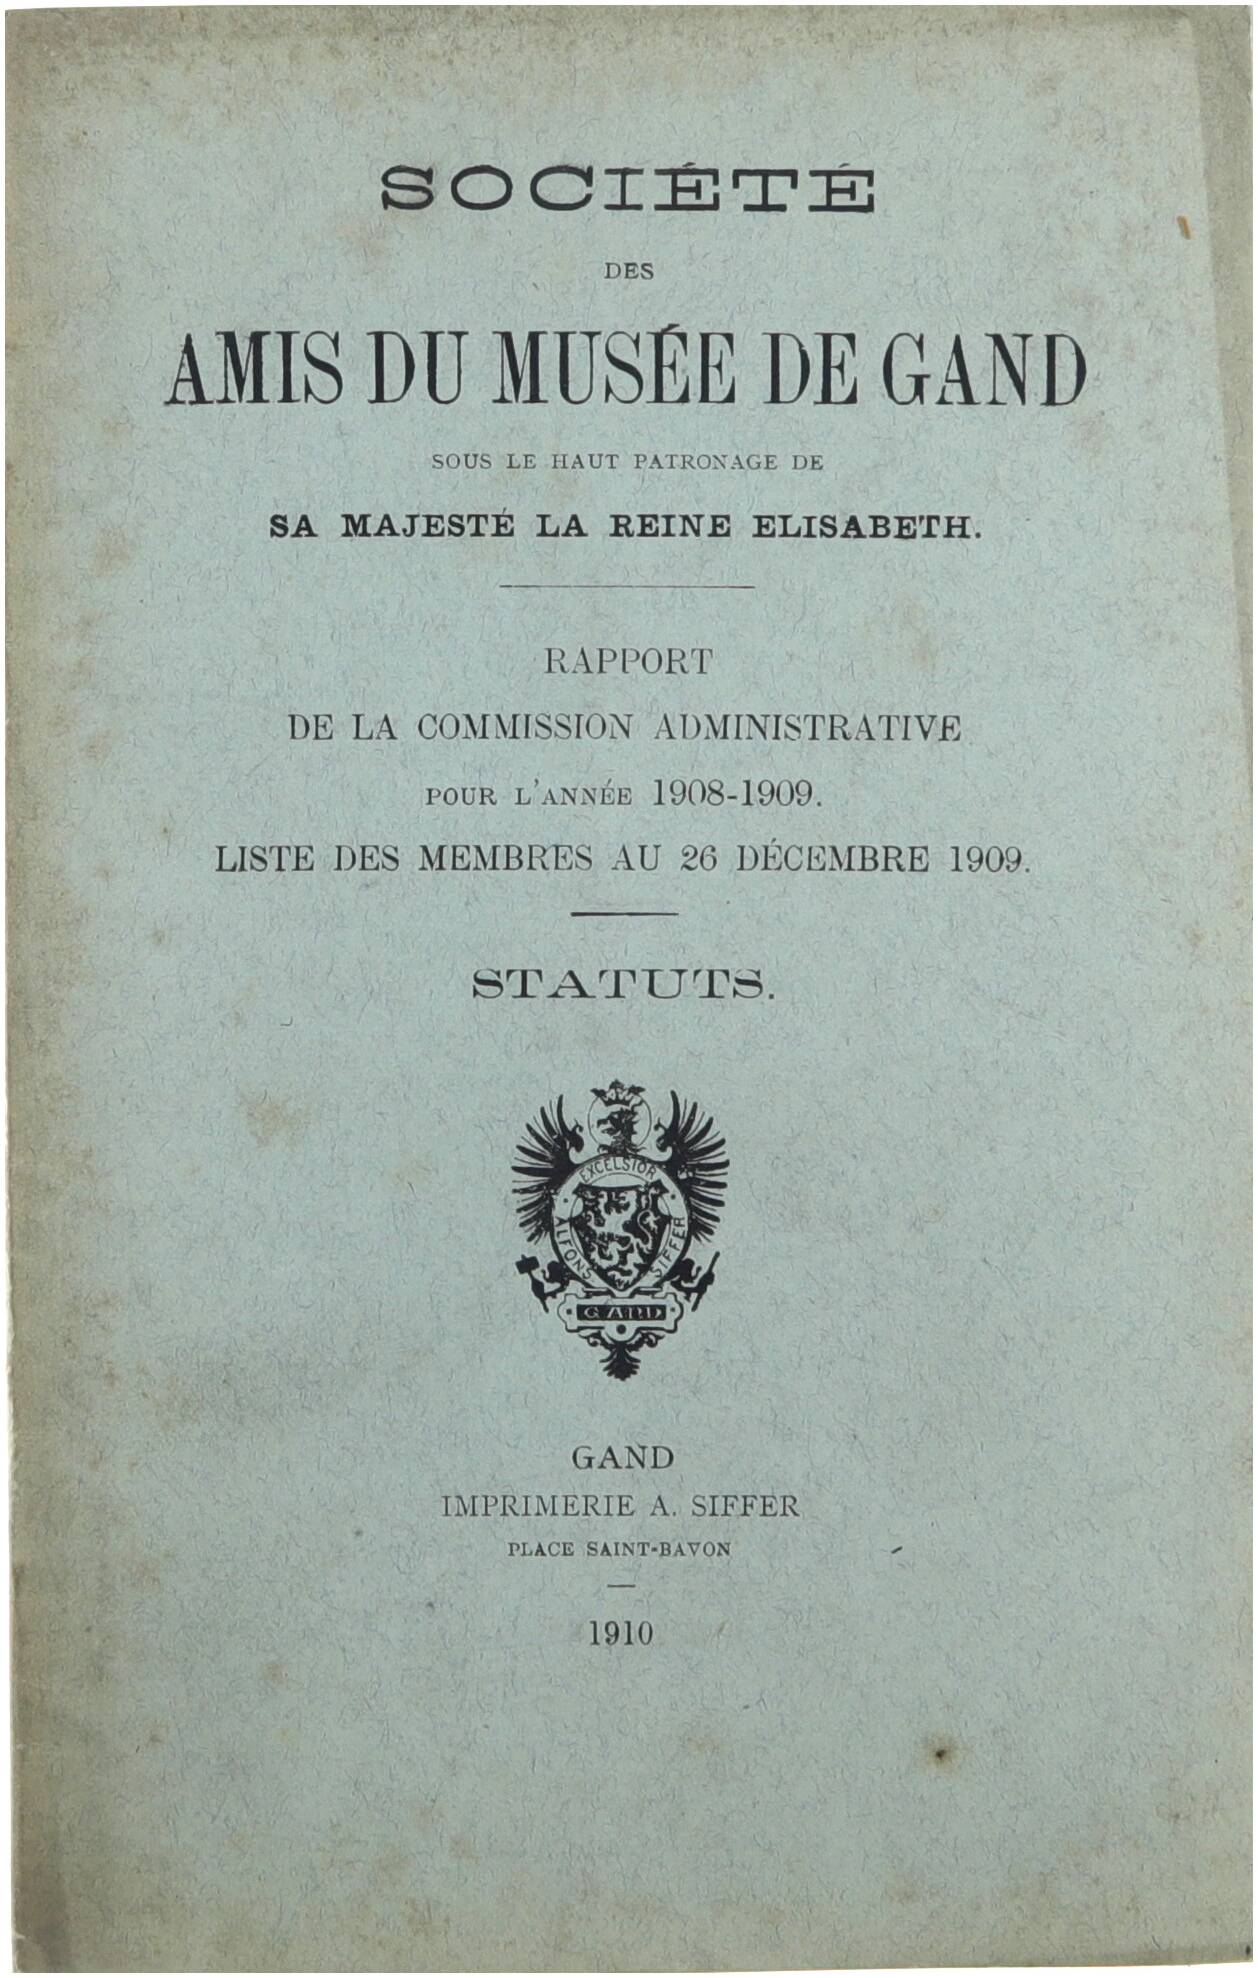 SOCIÉTÉ
DES
AMIS DU MUSÉE DE GAND
SOUS LE HAUT PATRONAGE DE
SA MAJESTÉ LA REINE ELISABETH.
RAPPORT
DE LA COMMISSION ADMINISTRATIVE
POUR L'ANNÉE 1908-1909.
LISTE DES MEMBRES AU 26 DÉCEMBRE 1909.
STATUTS.
EXCELSIOR
ALFONS SIFFER
GAND
GAND
IMPRIMERIE A. SIFFER
PLACE SAINT-BAVON
1910